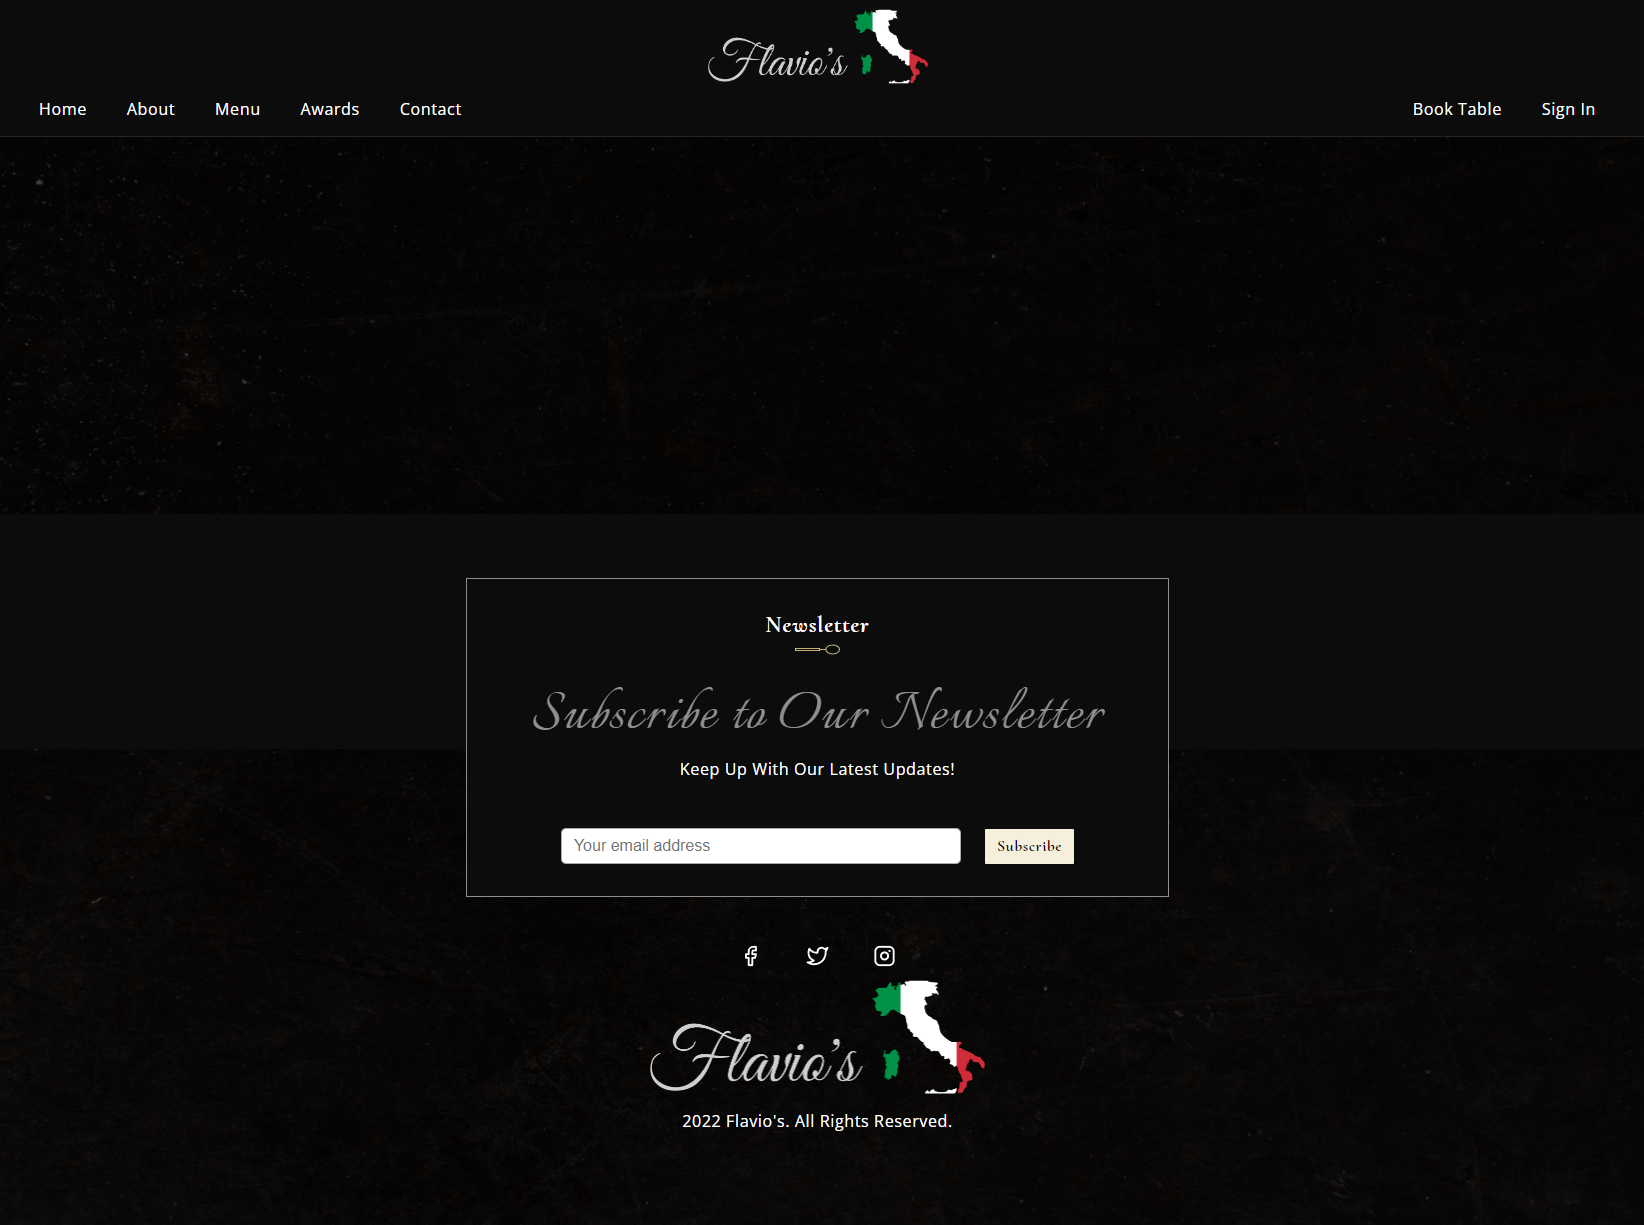 Flavio's
Home About Menu Awards Contact Book Table Sign In
Newsletter
Subscribe to Our Newsletter
Keep Up With Our Latest Updates!
Your email address Subscribe
Flavio's
2022 Flavio's. All Rights Reserved.